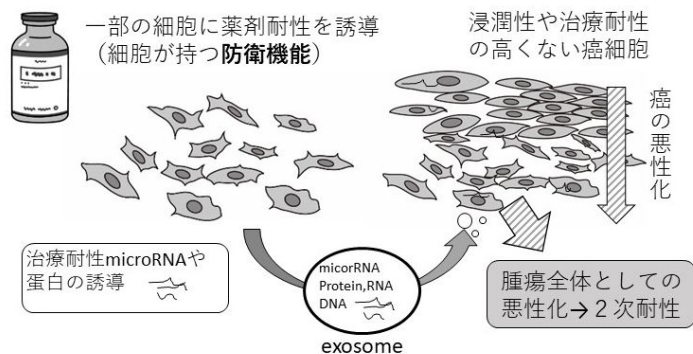 一部の細胞に薬剤耐性を誘導
（細胞が持つ防衛機能）
浸潤性や治療耐性
の高くない癌細胞
癌の悪性化
治療耐性microRNAや
蛋白の誘導
micorRNA
Protein,RNA
DNA
exosome
腫瘍全体としての
悪性化→２次耐性